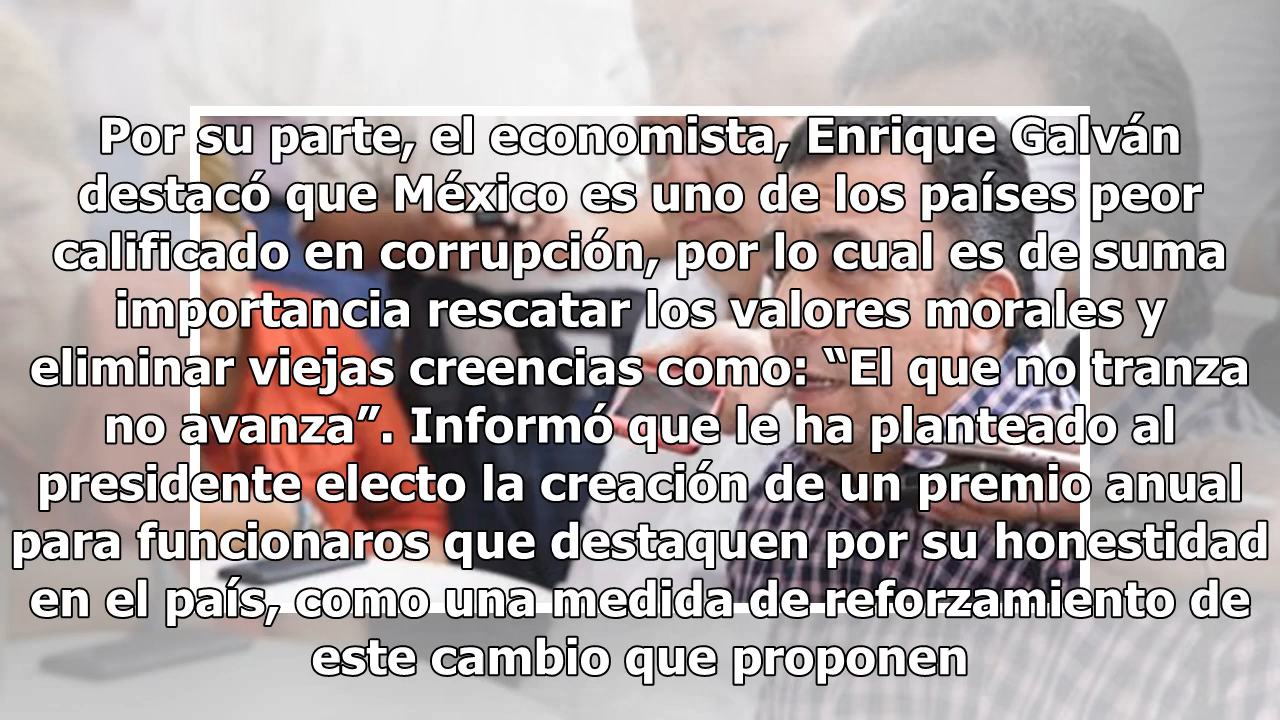 Por su parte, el economista, Enrique Galván
destacó que México es uno de los países peor
calificado en corrupción, por lo cual es de suma
importancia rescatar los valores morales y
eliminar viejas creencias como: “El que no tranza
no avanza”. Informó que le ha planteado al
presidente electo la creación de un premio anual
para funcionaros que destaquen por su honestidad
en el país, como una medida de reforzamiento de
este cambio que proponen